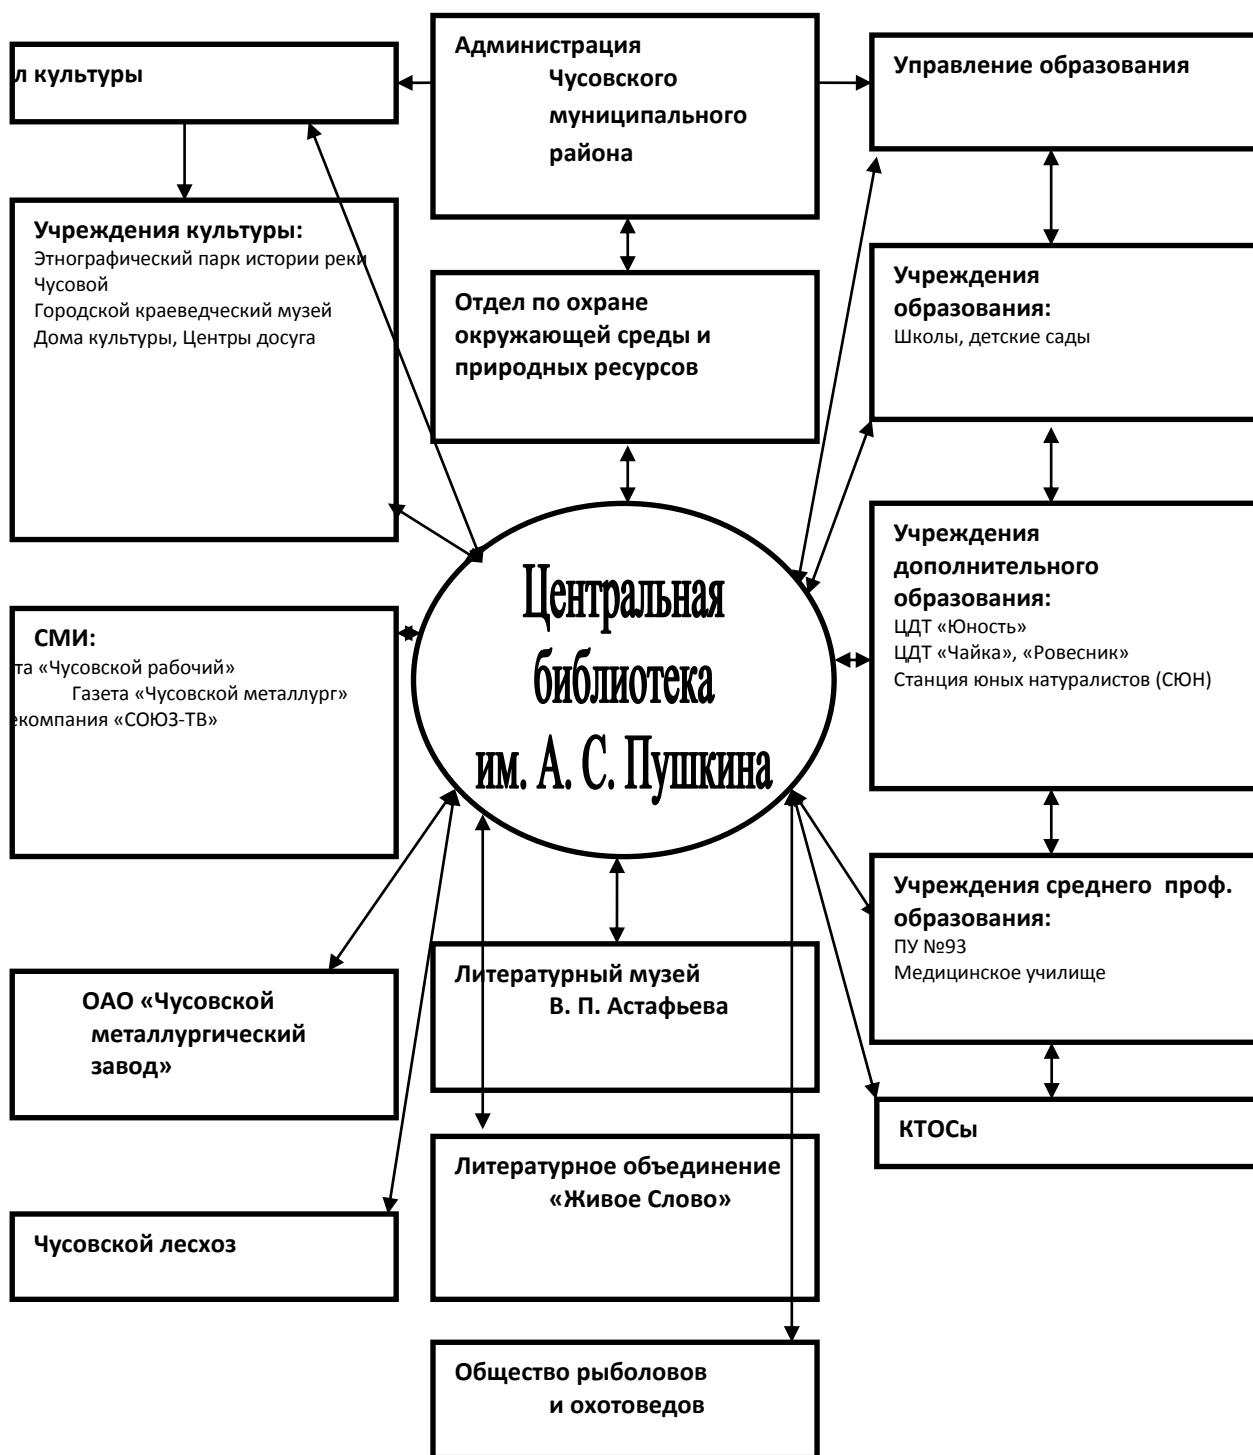 л культуры
Администрация
Чусовского
муниципального
района
Управление образования
Учреждения культуры:
Этнографический парк истории реки
Чусовой
Городской краеведческий музей
Дома культуры, Центры досуга
Отдел по охране
окружающей среды и
природных ресурсов
Учреждения
образования:
Школы, детские сады
Центральная
библиотека
им. А. С. Пушкина
Учреждения
дополнительного
образования:
ЦДТ «Юность»
ЦДТ «Чайка», «Ровесник»
Станция юных натуралистов (СЮН)
СМИ:
та «Чусовской рабочий»
Газета «Чусовской металлург»
екомпания «СОЮЗ-ТВ»
Учреждения среднего проф.
образования:
ПУ №93
Медицинское училище
ОАО «Чусовской
металлургический
завод»
Литературный музей
В. П. Астафьева
КТОСы
Литературное объединение
«Живое Слово»
Чусовской лесхоз
Общество рыболовов
и охотоведов